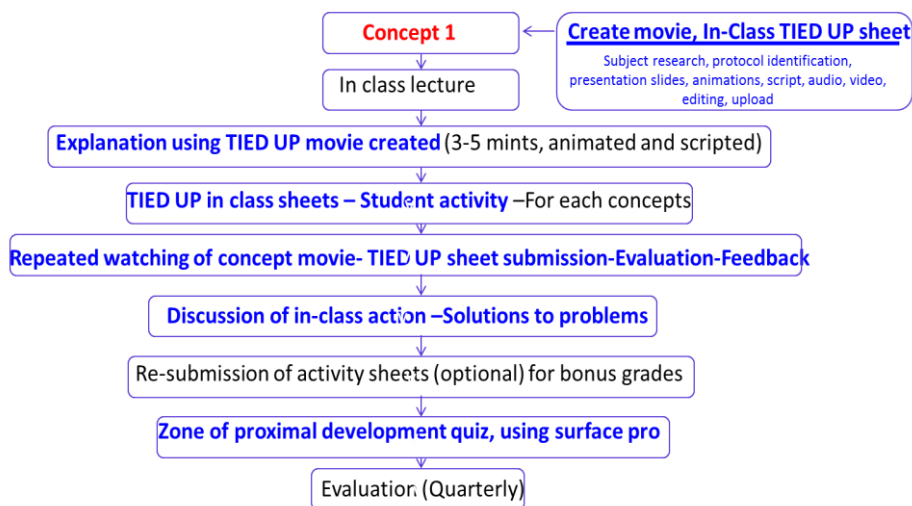 Concept 1
Create movie, In-Class TIED UP sheet
Subject research, protocol identification,
presentation slides, animations, script, audio, video,
editing, upload
In class lecture
Explanation using TIED UP movie created (3-5 mints, animated and scripted)
TIED UP in class sheets – Student activity –For each concepts
Repeated watching of concept movie- TIED UP sheet submission-Evaluation-Feedback
Discussion of in-class action –Solutions to problems
Re-submission of activity sheets (optional) for bonus grades
Zone of proximal development quiz, using surface pro
Evaluation (Quarterly)